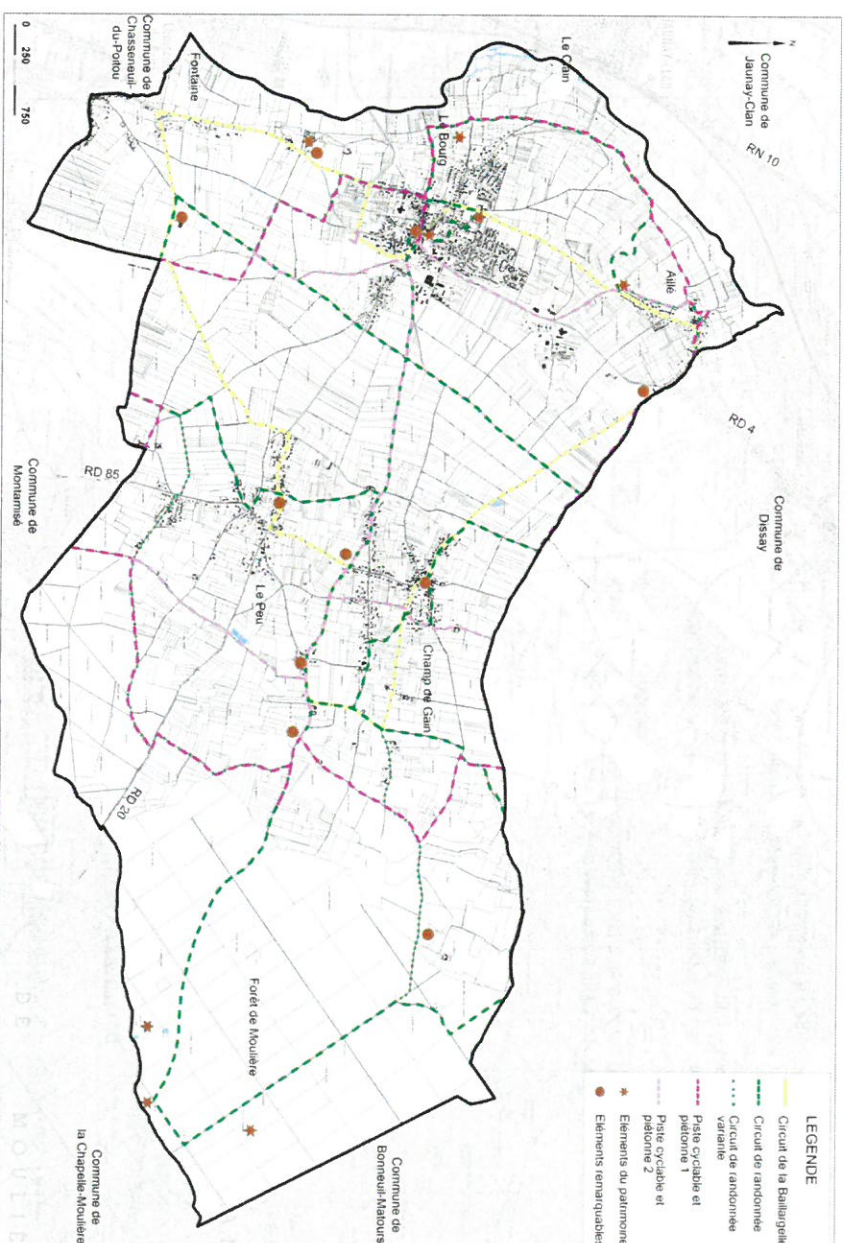 N
Commune de
Jaunay-Clan
RN 10
Le Clain
Commune de
Chasseneuil-
du-Poitou
0 250 750
Fontaine
Le Bourg
Aillé
RD 4
Commune de
Dissay
RD 85
Commune de
Montamisé
Le Peu
Champ de Gain
RD 20
Forêt de Moulière
Commune de
Bonneuil-Matours
Commune de
la Chapelle-Moulière
LEGENDE
Circuit de la Baillargelle
Circuit de randonnée
Circuit de randonnée
variante
Piste cyclable et
piétonne 1
Piste cyclable et
piétonne 2
Eléments du patrimoine
Eléments remarquables